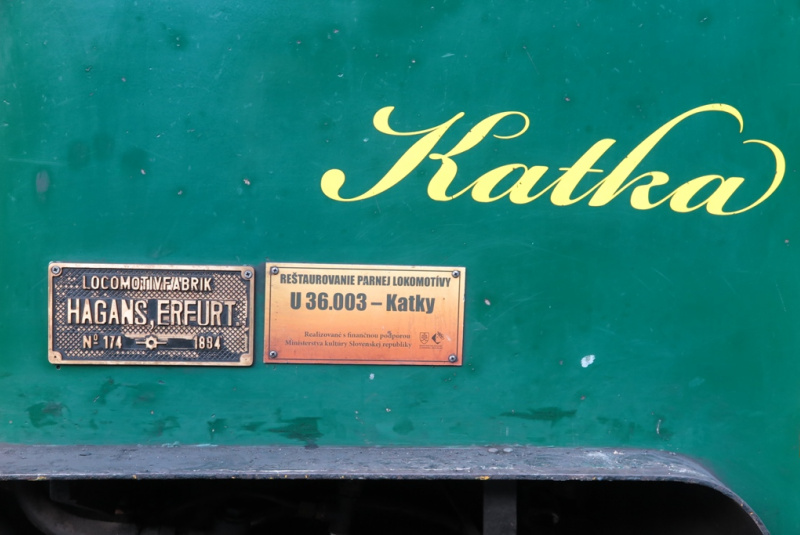 Katka
LOCOMOTIVFABRIK
HAGANS, ERFURT.
No 174 1894
REŠTAUROVANIE PARNEJ LOKOMOTÍVY
U 36.003 – Katky
Realizované s finančnou podporou
Ministerstva kultúry Slovenskej republiky